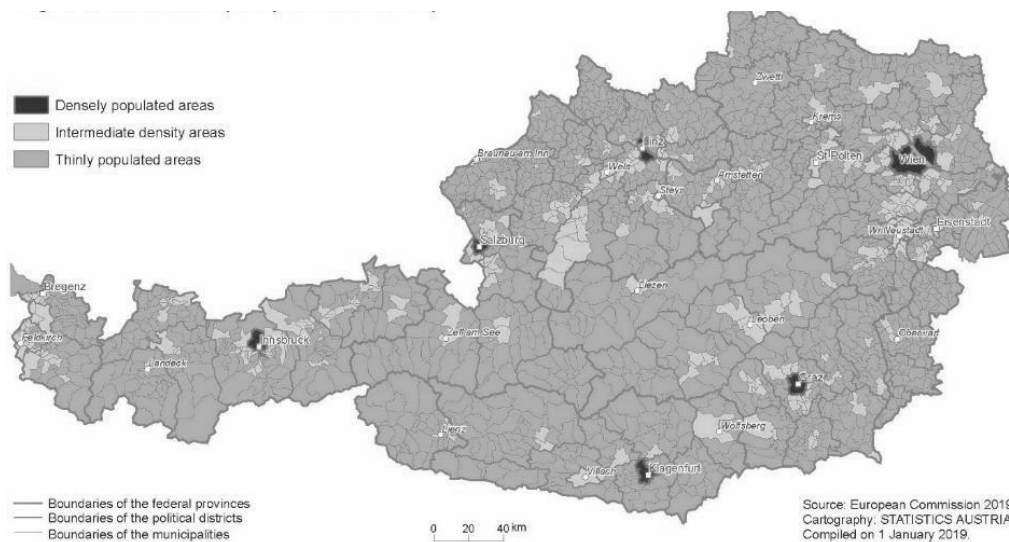 Densely populated areas
Intermediate density areas
Thinly populated areas
Zwettl
Krems
Linz
Braunau am Inn
Wels
St.Pölten
Wien
Amstetten
Steyr
Eisenstadt
Wr.Neustadt
Salzburg
Bregenz
Liezen
Leoben
Oberwart
Zell am See
Feldkirch
Innsbruck
Landeck
Graz
Lienz
Wolfsberg
Villach
Klagenfurt
Boundaries of the federal provinces
Boundaries of the political districts
Boundaries of the municipalities
0 20 40 km
Source: European Commission 2019
Cartography: STATISTICS AUSTRIA
Compiled on 1 January 2019.